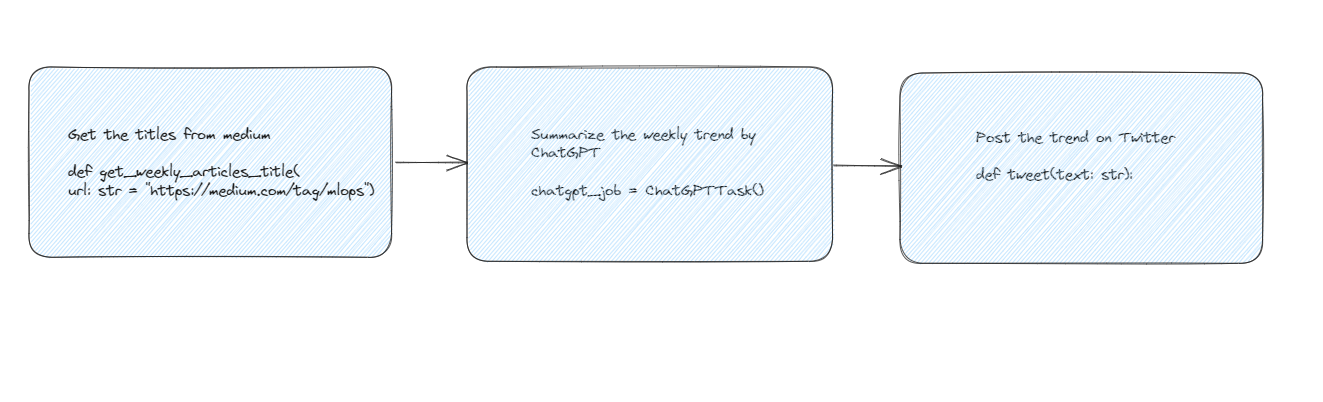 Get the titles from medium
def get_weekly_articles_title(
url: str = "https://medium.com/tag/mlops")
Summarize the weekly trend by
ChatGPT
chatgpt_job = ChatGPTTask()
Post the trend on Twitter
def tweet(text: str):